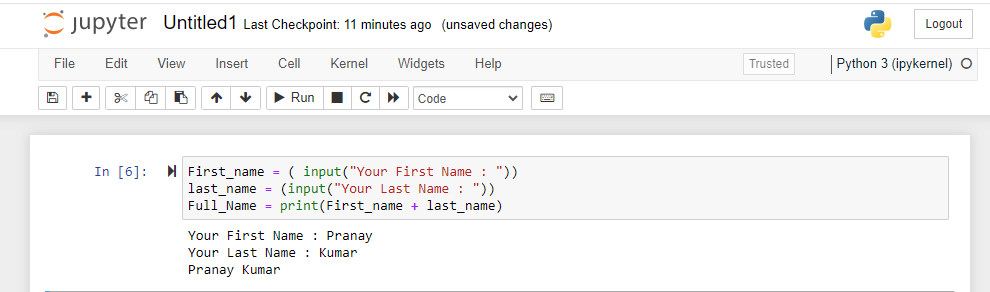 jupyter Untitled1 Last Checkpoint: 11 minutes ago (unsaved changes) Logout
File Edit View Insert Cell Kernel Widgets Help Trusted Python 3 (ipykernel)
Run Code
In [6]: First_name = ( input("Your First Name : "))
last_name = (input("Your Last Name : "))
Full_Name = print(First_name + last_name)
Your First Name : Pranay
Your Last Name : Kumar
Pranay Kumar